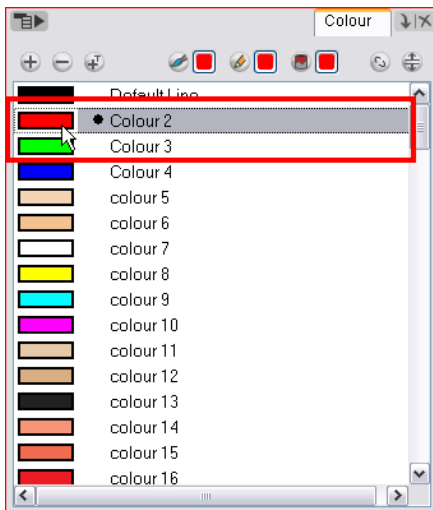 Colour
Default Line
Colour 2
Colour 3
Colour 4
colour 5
colour 6
colour 7
colour 8
colour 9
colour 10
colour 11
colour 12
colour 13
colour 14
colour 15
colour 16